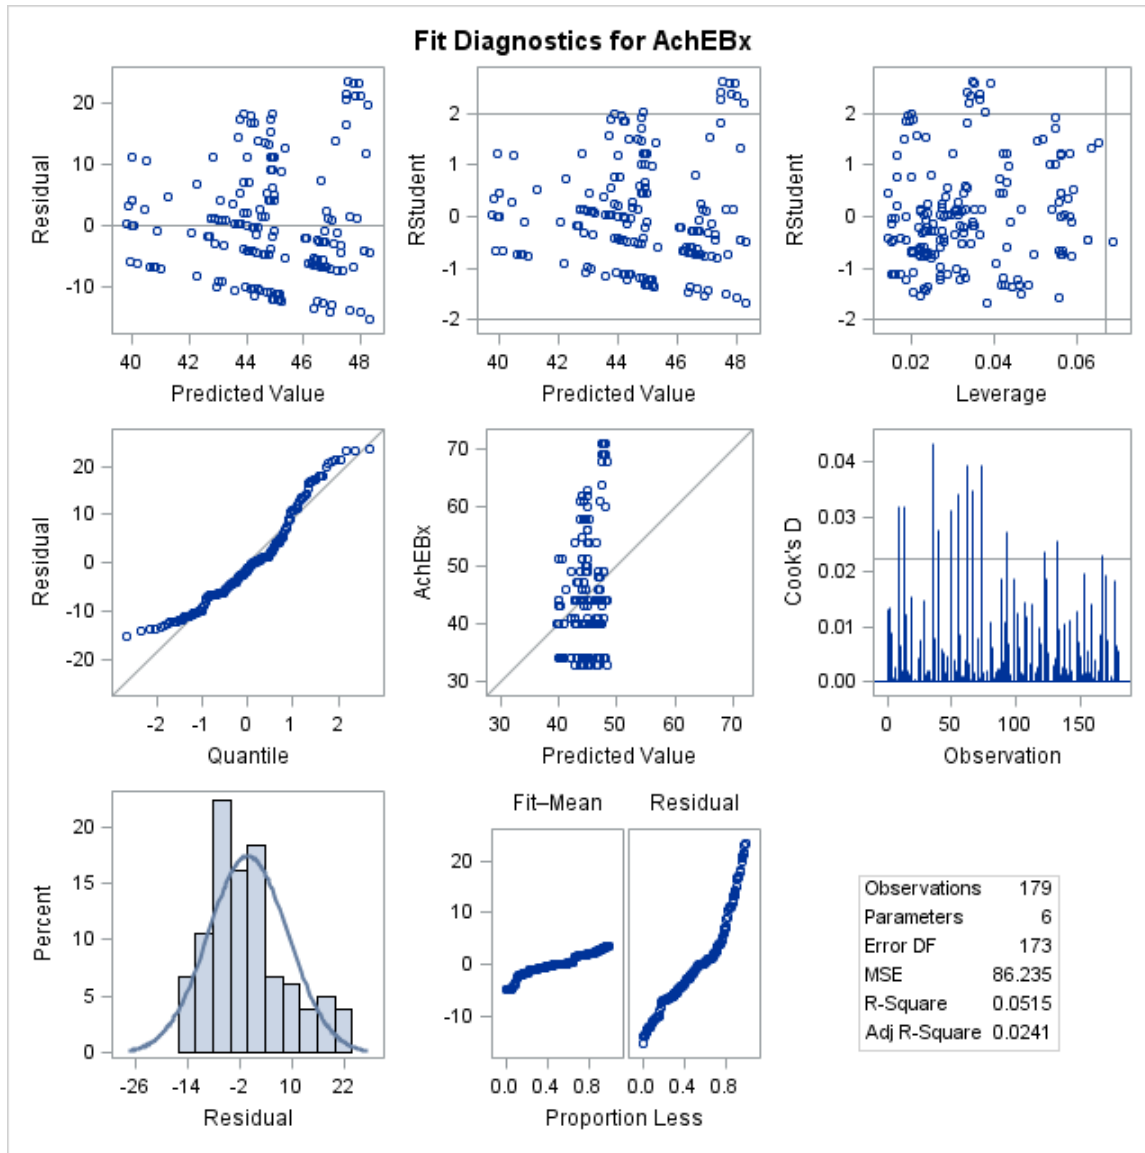 Fit Diagnostics for AchEBx
Residual
20
10
0
-10
40 42 44 46 48
Predicted Value
RStudent
2
1
0
-1
-2
40 42 44 46 48
Predicted Value
RStudent
2
1
0
-1
-2
0.02 0.04 0.06
Leverage
Residual
20
10
0
-10
-20
-2 -1 0 1 2
Quantile
AchEBx
70
60
50
40
30
30 40 50 60 70
Predicted Value
Cook's D
0.04
0.03
0.02
0.01
0.00
0 50 100 150
Observation
Percent
20
15
10
5
0
-26 -14 -2 10 22
Residual
Fit–Mean Residual
20
10
0
-10
0.0 0.4 0.8 0.0 0.4 0.8
Proportion Less
Observations 179
Parameters 6
Error DF 173
MSE 86.235
R-Square 0.0515
Adj R-Square 0.0241